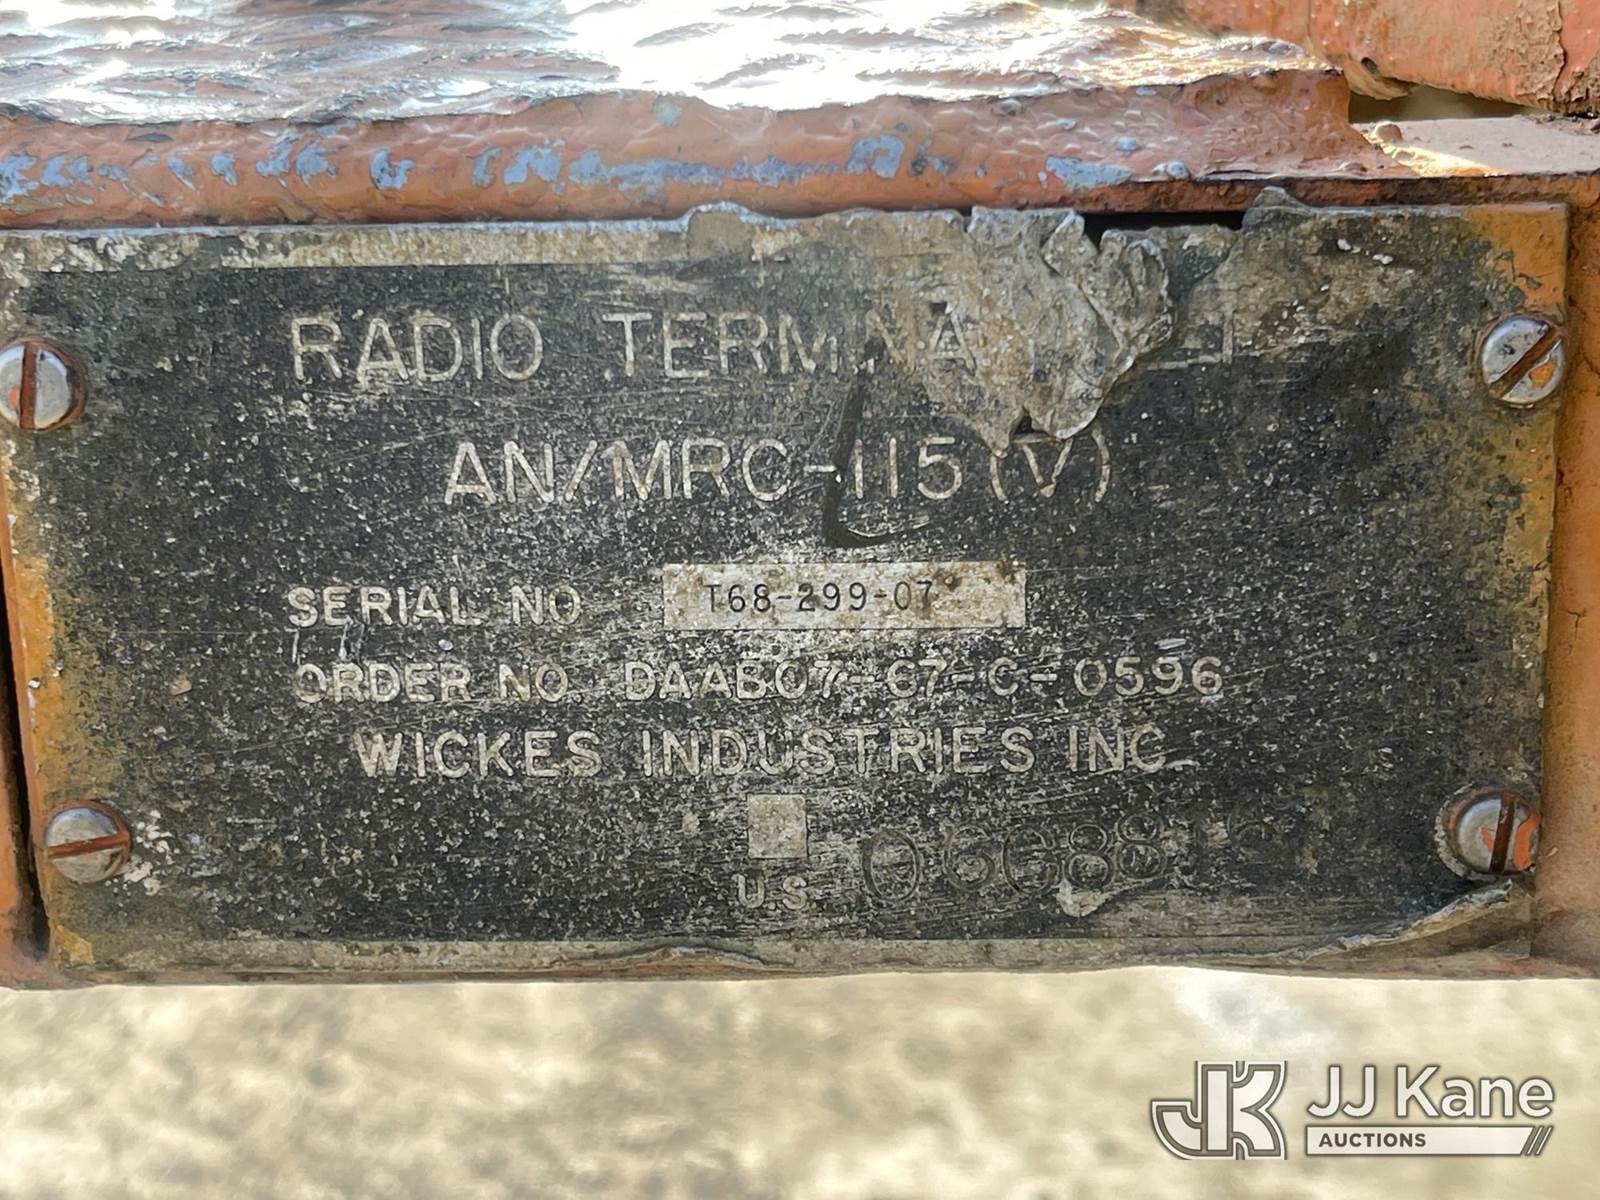 RADIO TERMINA
AN/MRC-115(V)
SERIAL NO T68-299-07
ORDER NO. DAAB07-67-C-0596
WICKES INDUSTRIES INC.
U.S.
JJ Kane
AUCTIONS